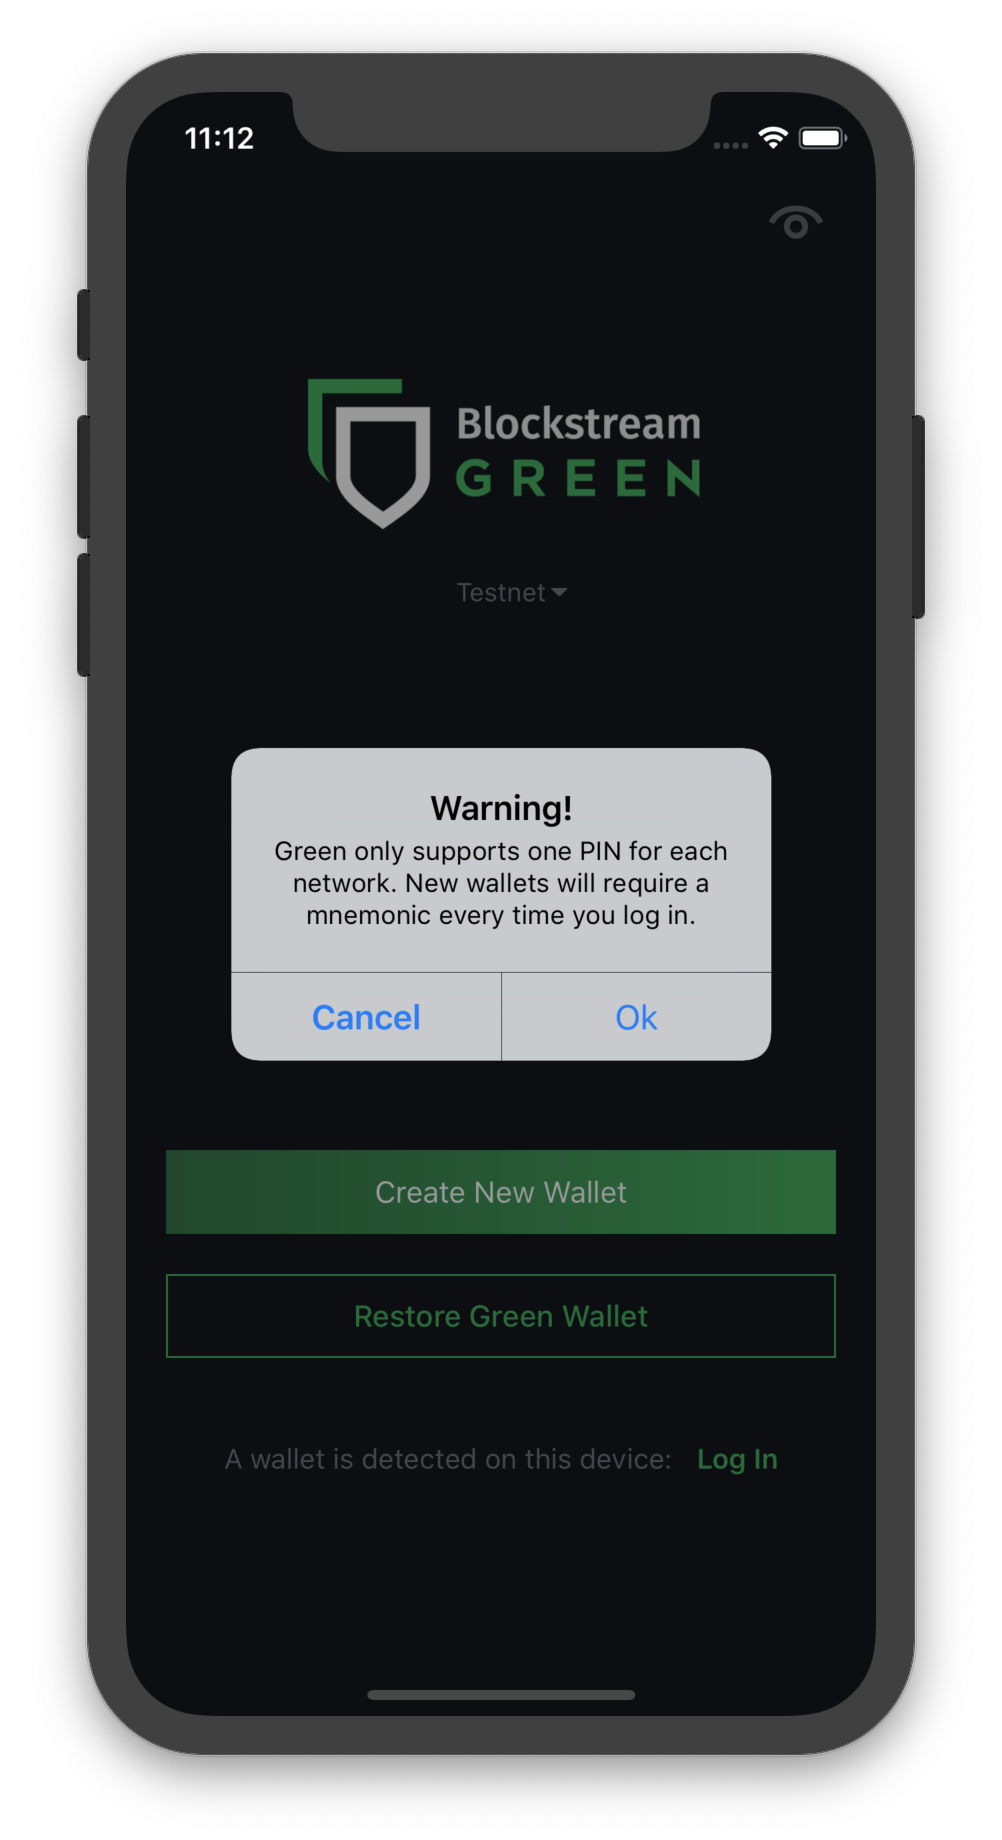 11:12
Blockstream
GREEN
Testnet
Warning!
Green only supports one PIN for each
network. New wallets will require a
mnemonic every time you log in.
Cancel
Ok
Create New Wallet
Restore Green Wallet
A wallet is detected on this device: Log In